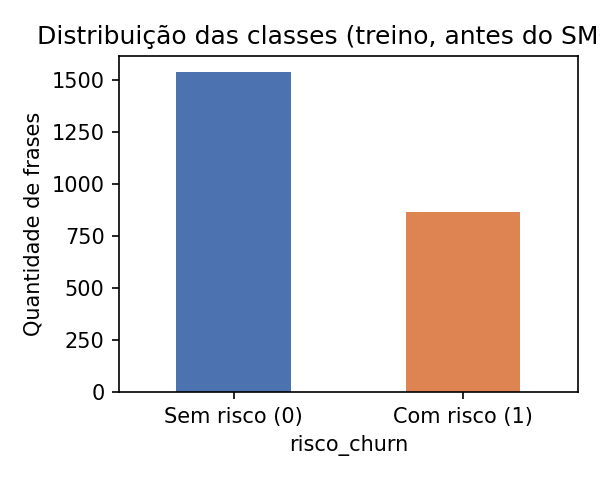 Distribuição das classes (treino, antes do SM
1500
1250
1000
750
500
250
0
Quantidade de frases
Sem risco (0)
Com risco (1)
risco_churn